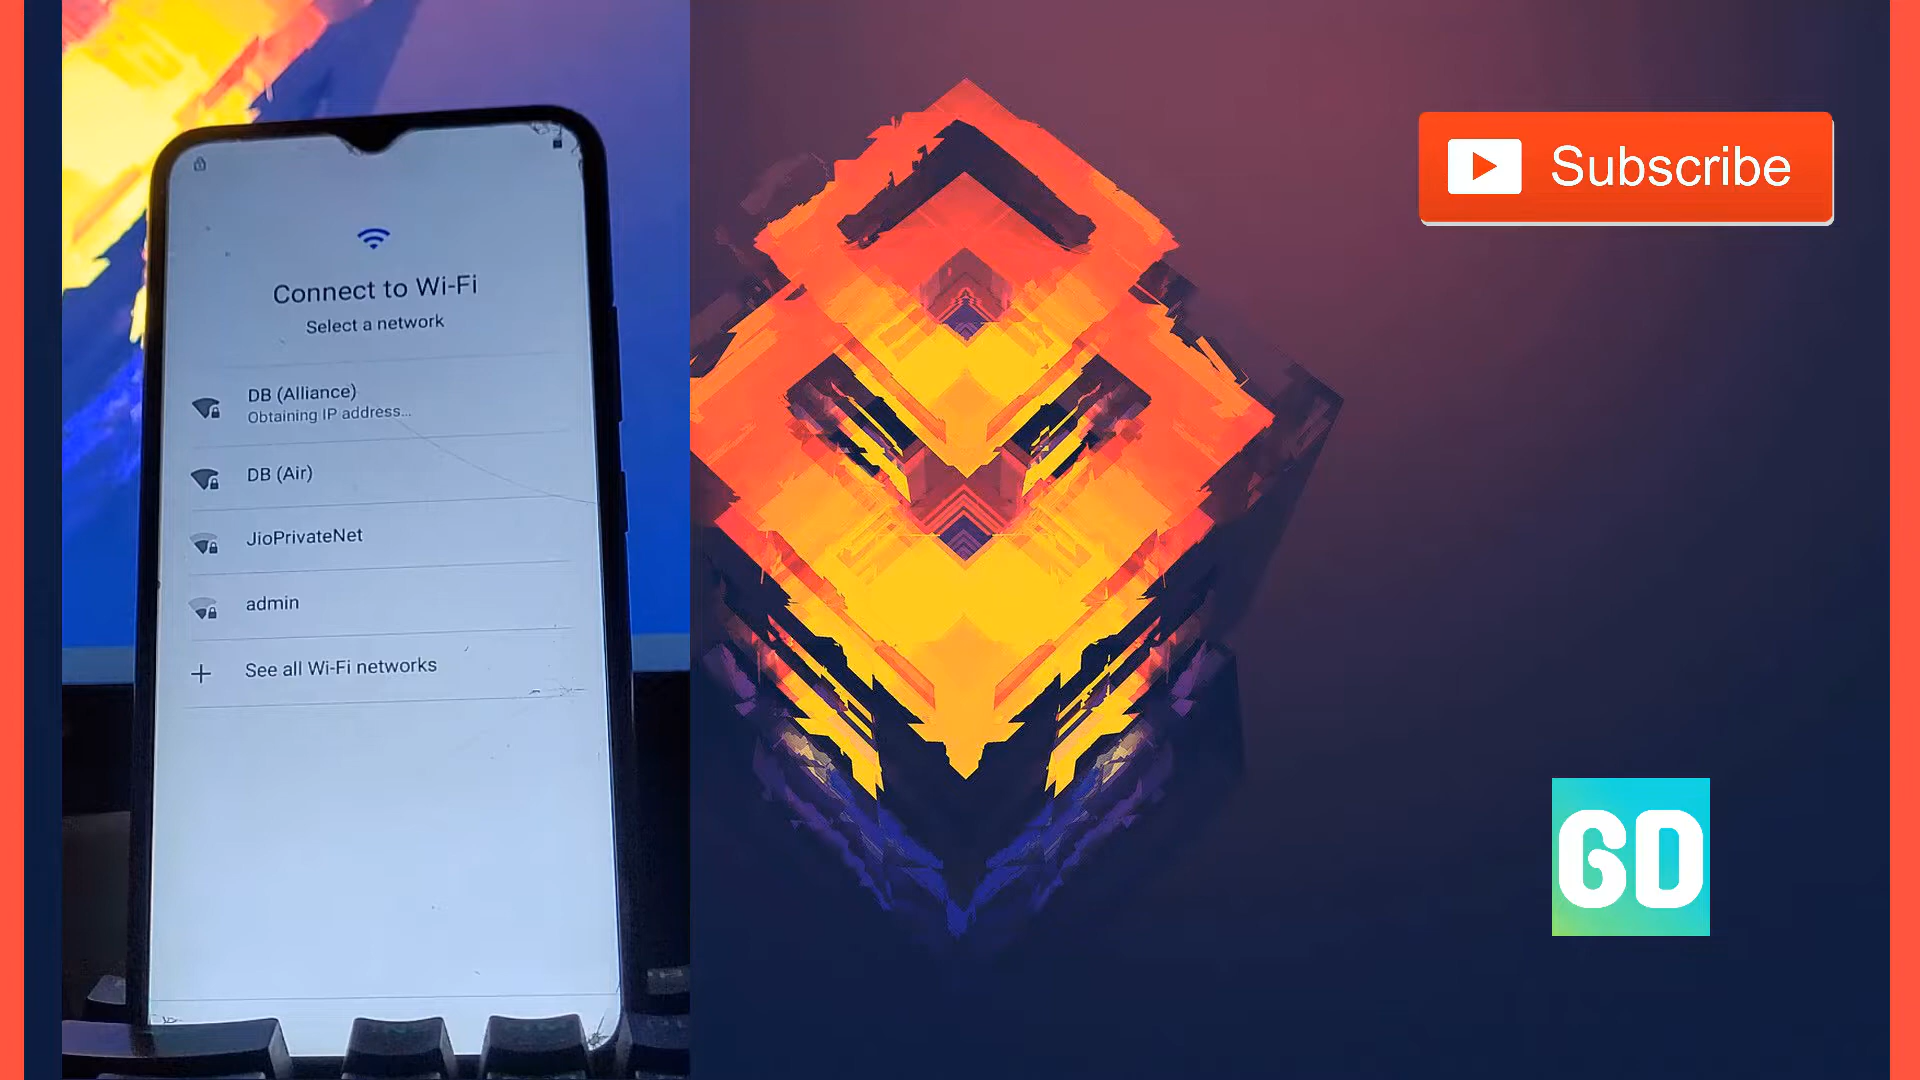 Connect to Wi-Fi
Select a network
DB (Alliance)
Obtaining IP address...
DB (Air)
JioPrivateNet
admin
See all Wi-Fi networks
Subscribe
GD